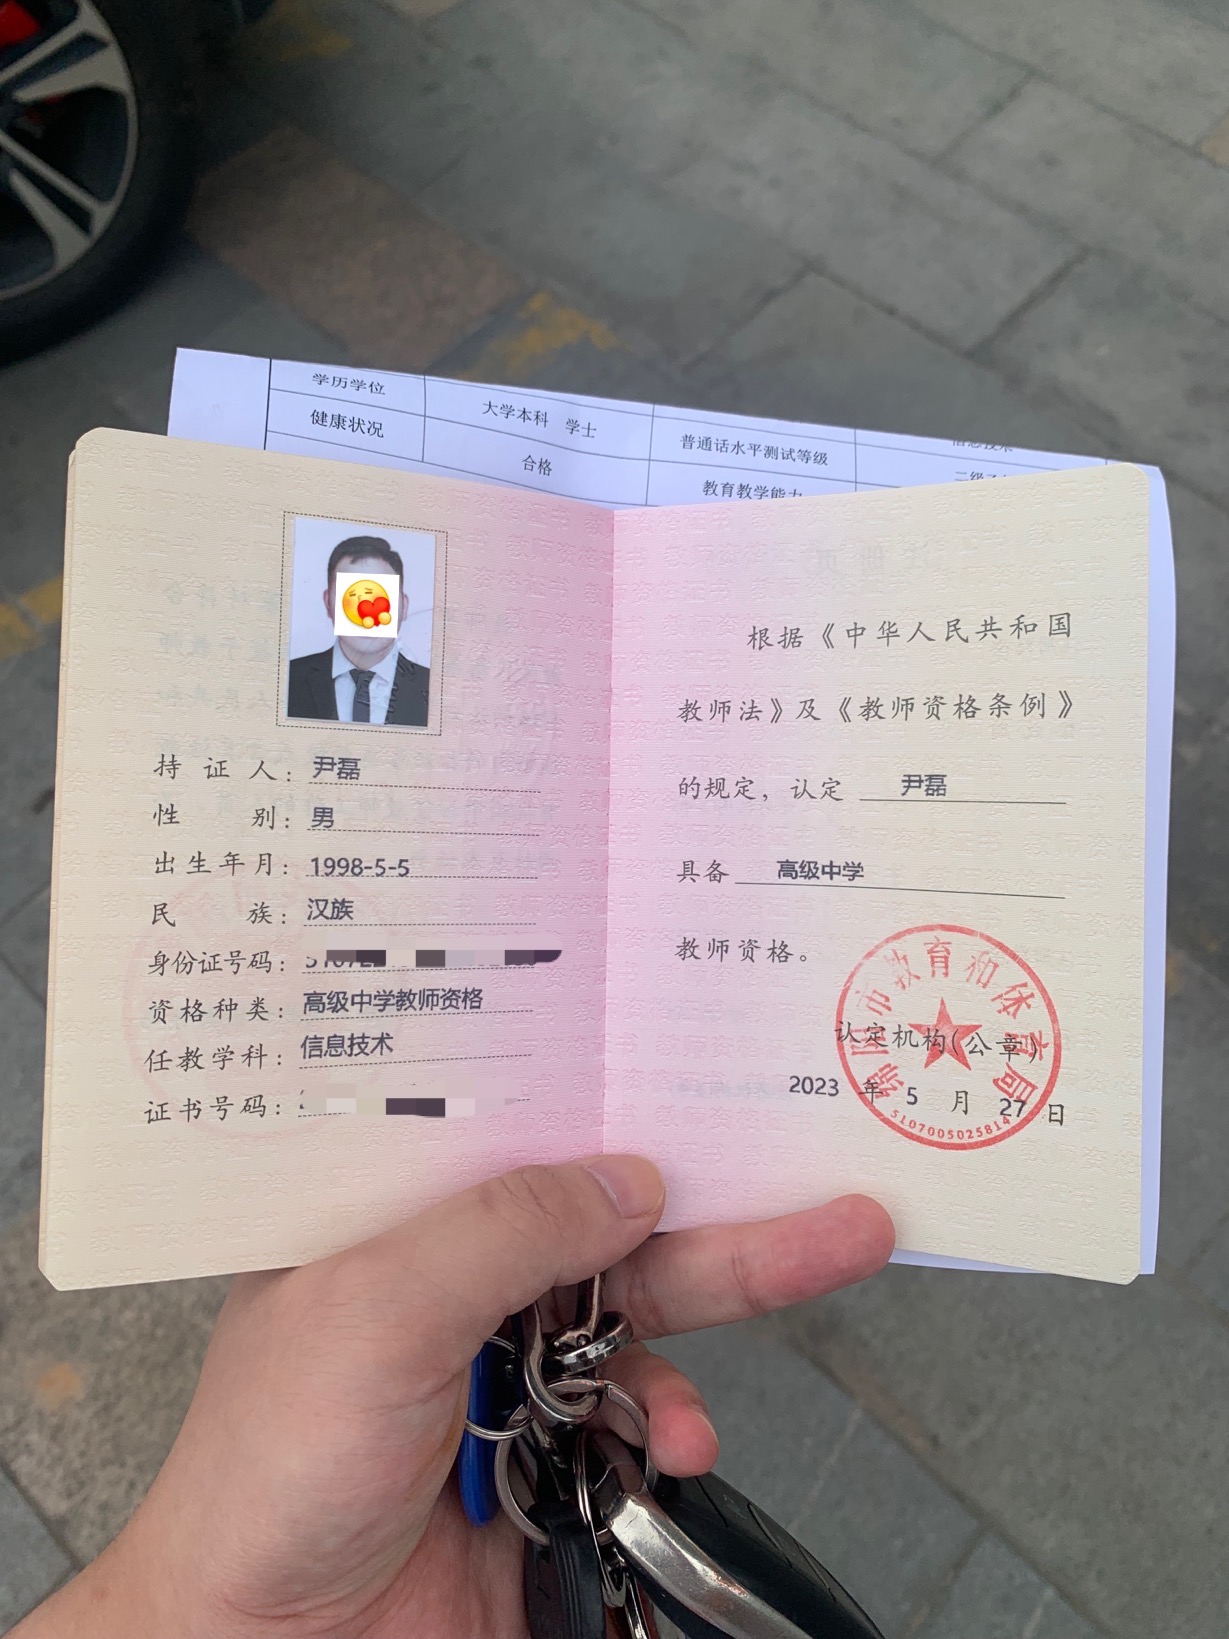 学历学位
大学本科 学士
健康状况
合格
普通话水平测试等级
教育教学能力
持证人：尹磊
性别：男
出生年月：1998-5-5
民族：汉族
身份证号码：
资格种类：高级中学教师资格
任教学科：信息技术
证书号码：
根据《中华人民共和国
教师法》及《教师资格条例》
的规定，认定 尹磊
具备 高级中学
教师资格。
绵阳市教育和体育局
认定机构(公章)
2023 年 5 月 27 日
5107005025814